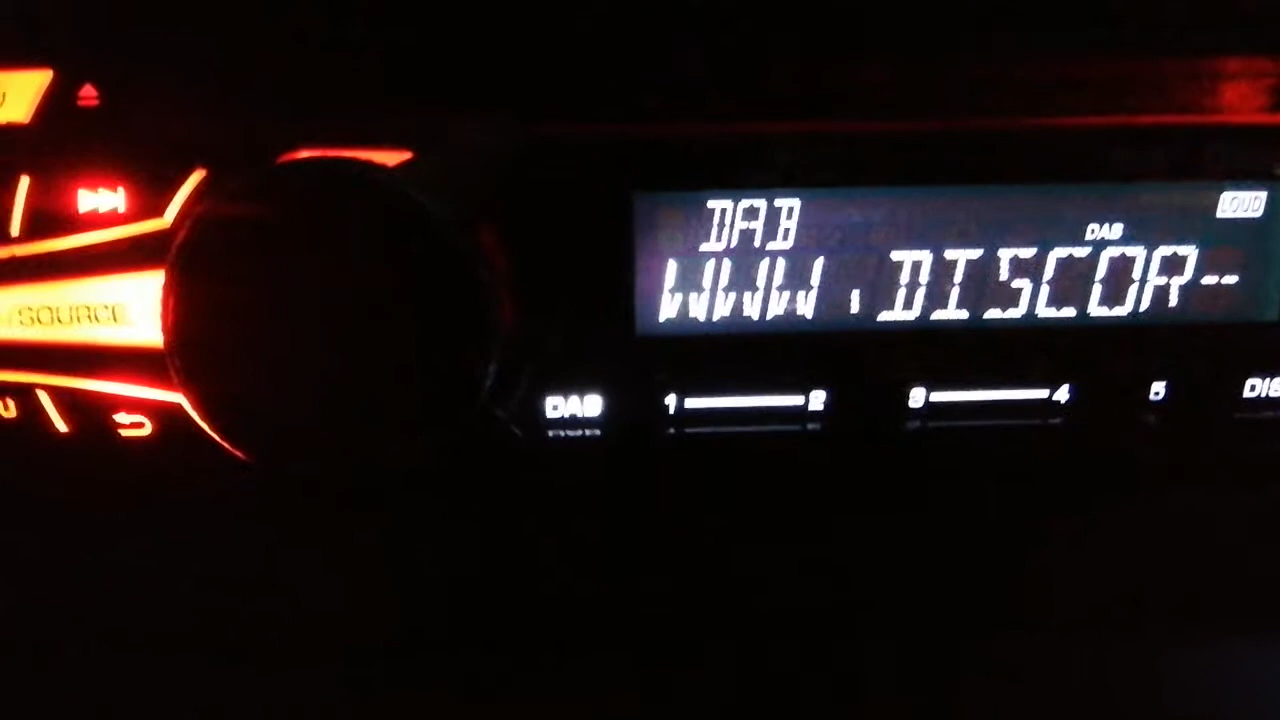 LOUD
DAB
DAB
WWW.DISCOR--
/SOURCE
DAB 1 2 3 4 5